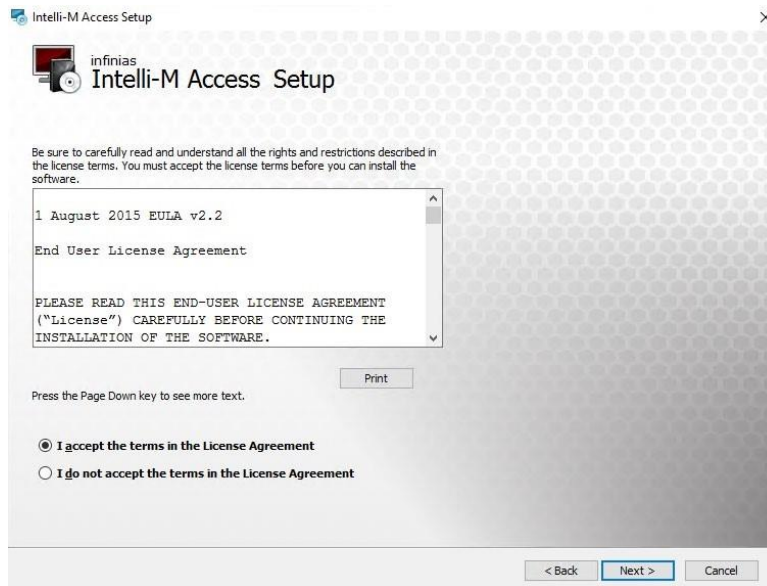 Intelli-M Access Setup
infinias
Intelli-M Access Setup
Be sure to carefully read and understand all the rights and restrictions described in
the license terms. You must accept the license terms before you can install the
software.
1 August 2015 EULA v2.2
End User License Agreement
PLEASE READ THIS END-USER LICENSE AGREEMENT
(“License”) CAREFULLY BEFORE CONTINUING THE
INSTALLATION OF THE SOFTWARE.
Print
Press the Page Down key to see more text.
I accept the terms in the License Agreement
I do not accept the terms in the License Agreement
< Back Next > Cancel